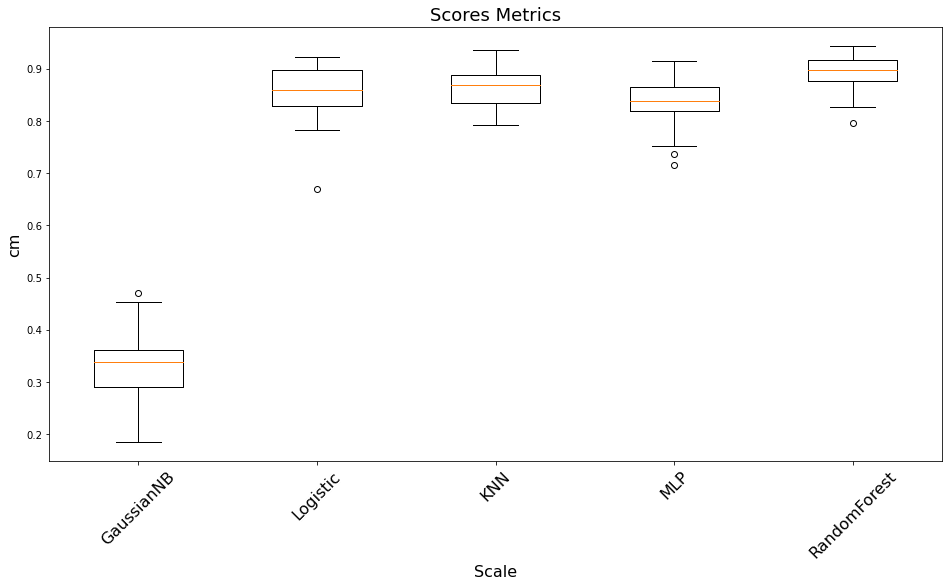 Scores Metrics
cm
0.9
0.8
0.7
0.6
0.5
0.4
0.3
0.2
GaussianNB
Logistic
KNN
MLP
RandomForest
Scale